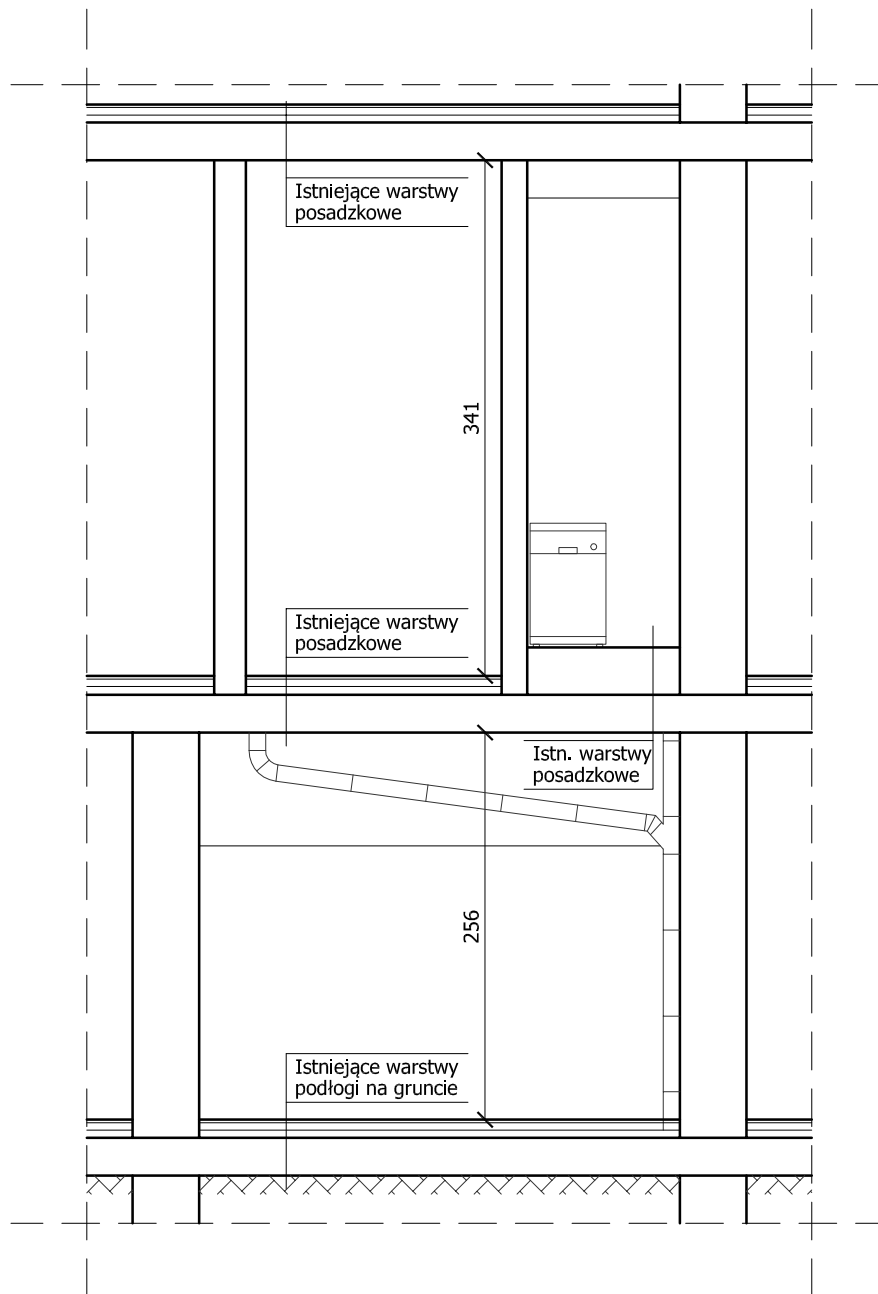 Istniejące warstwy
posadzkowe
341
Istniejące warstwy
posadzkowe
Istn. warstwy
posadzkowe
256
Istniejące warstwy
podłogi na gruncie